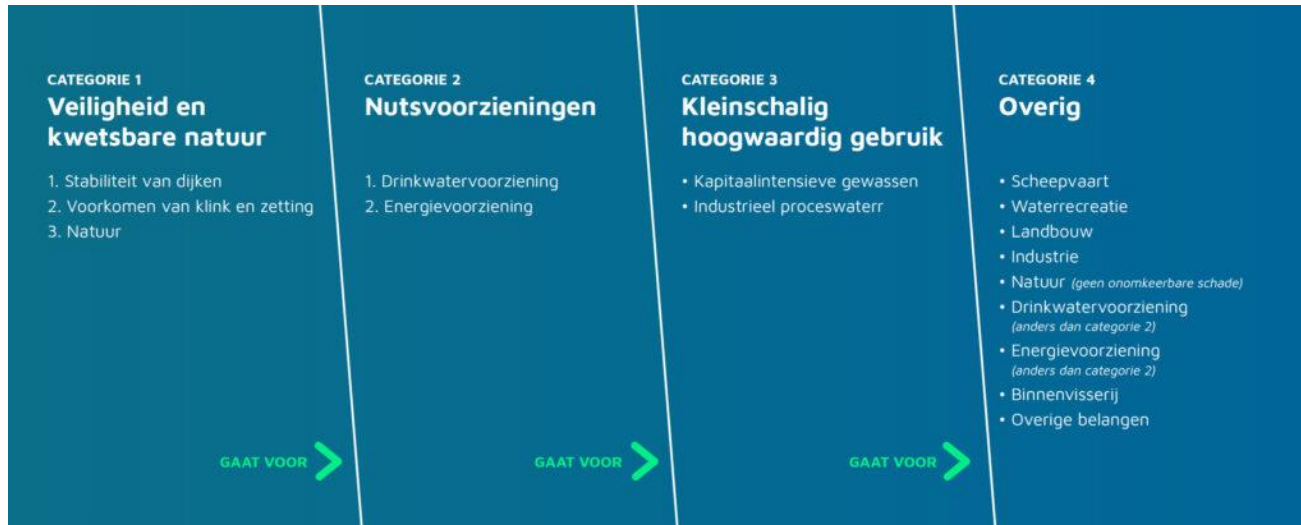 CATEGORIE 1
Veiligheid en
kwetsbare natuur
1. Stabiliteit van dijken
2. Voorkomen van klink en zetting
3. Natuur
GAAT VOOR
CATEGORIE 2
Nutsvoorzieningen
1. Drinkwatervoorziening
2. Energievoorziening
GAAT VOOR
CATEGORIE 3
Kleinschalig
hoogwaardig gebruik
• Kapitaalintensieve gewassen
• Industrieel proceswaterr
GAAT VOOR
CATEGORIE 4
Overig
• Scheepvaart
• Waterrecreatie
• Landbouw
• Industrie
• Natuur (geen onomkeerbare schade)
• Drinkwatervoorziening
(anders dan categorie 2)
• Energievoorziening
(anders dan categorie 2)
• Binnenvisserij
• Overige belangen